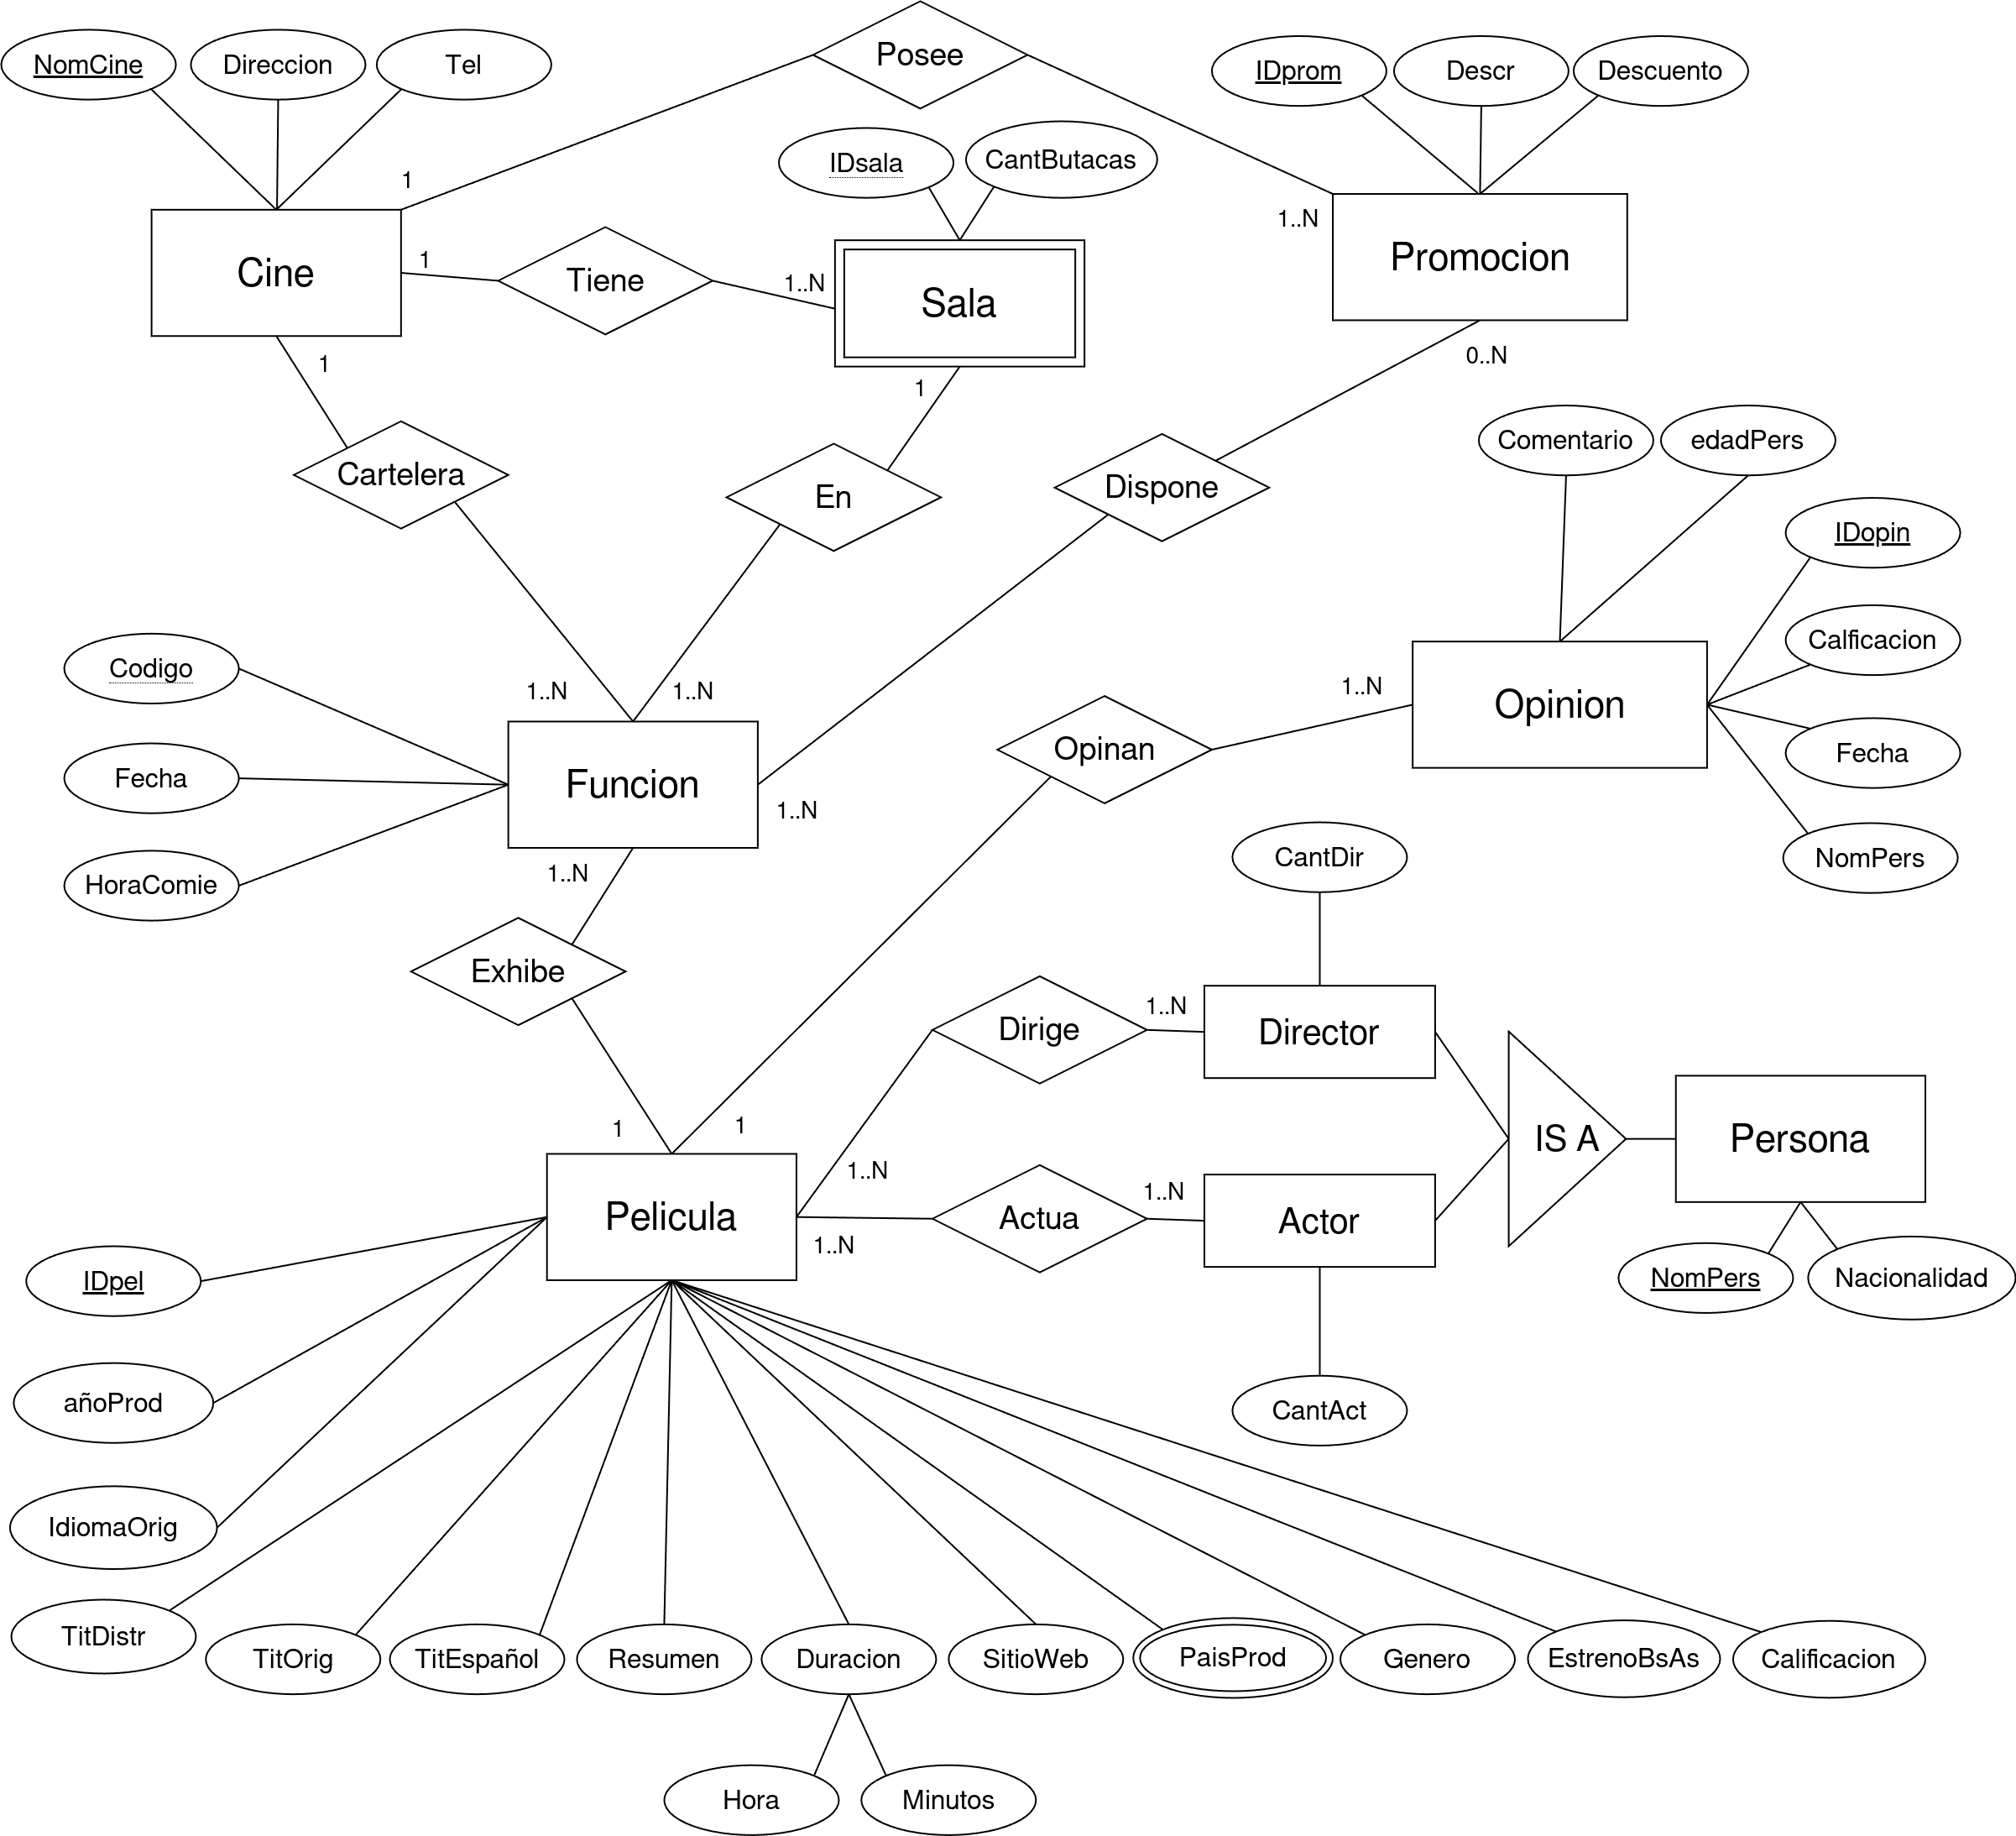 Posee
NomCine
Direccion
Tel
IDprom
Descr
Descuento
IDsala
CantButacas
1
1..N
Cine
1
Tiene
1..N
Sala
Promocion
1
1
0..N
Cartelera
En
Dispone
Comentario
edadPers
IDopin
Calficacion
Codigo
1..N
1..N
1..N
Opinion
Fecha
Funcion
Opinan
Fecha
1..N
HoraComie
1..N
CantDir
NomPers
Exhibe
Dirige
1..N
Director
1
1
1..N
IS A
Persona
Pelicula
1..N
Actua
1..N
Actor
IDpel
NomPers
Nacionalidad
añoProd
CantAct
IdiomaOrig
TitDistr
TitOrig
TitEspañol
Resumen
Duracion
SitioWeb
PaisProd
Genero
EstrenoBsAs
Calificacion
Hora
Minutos